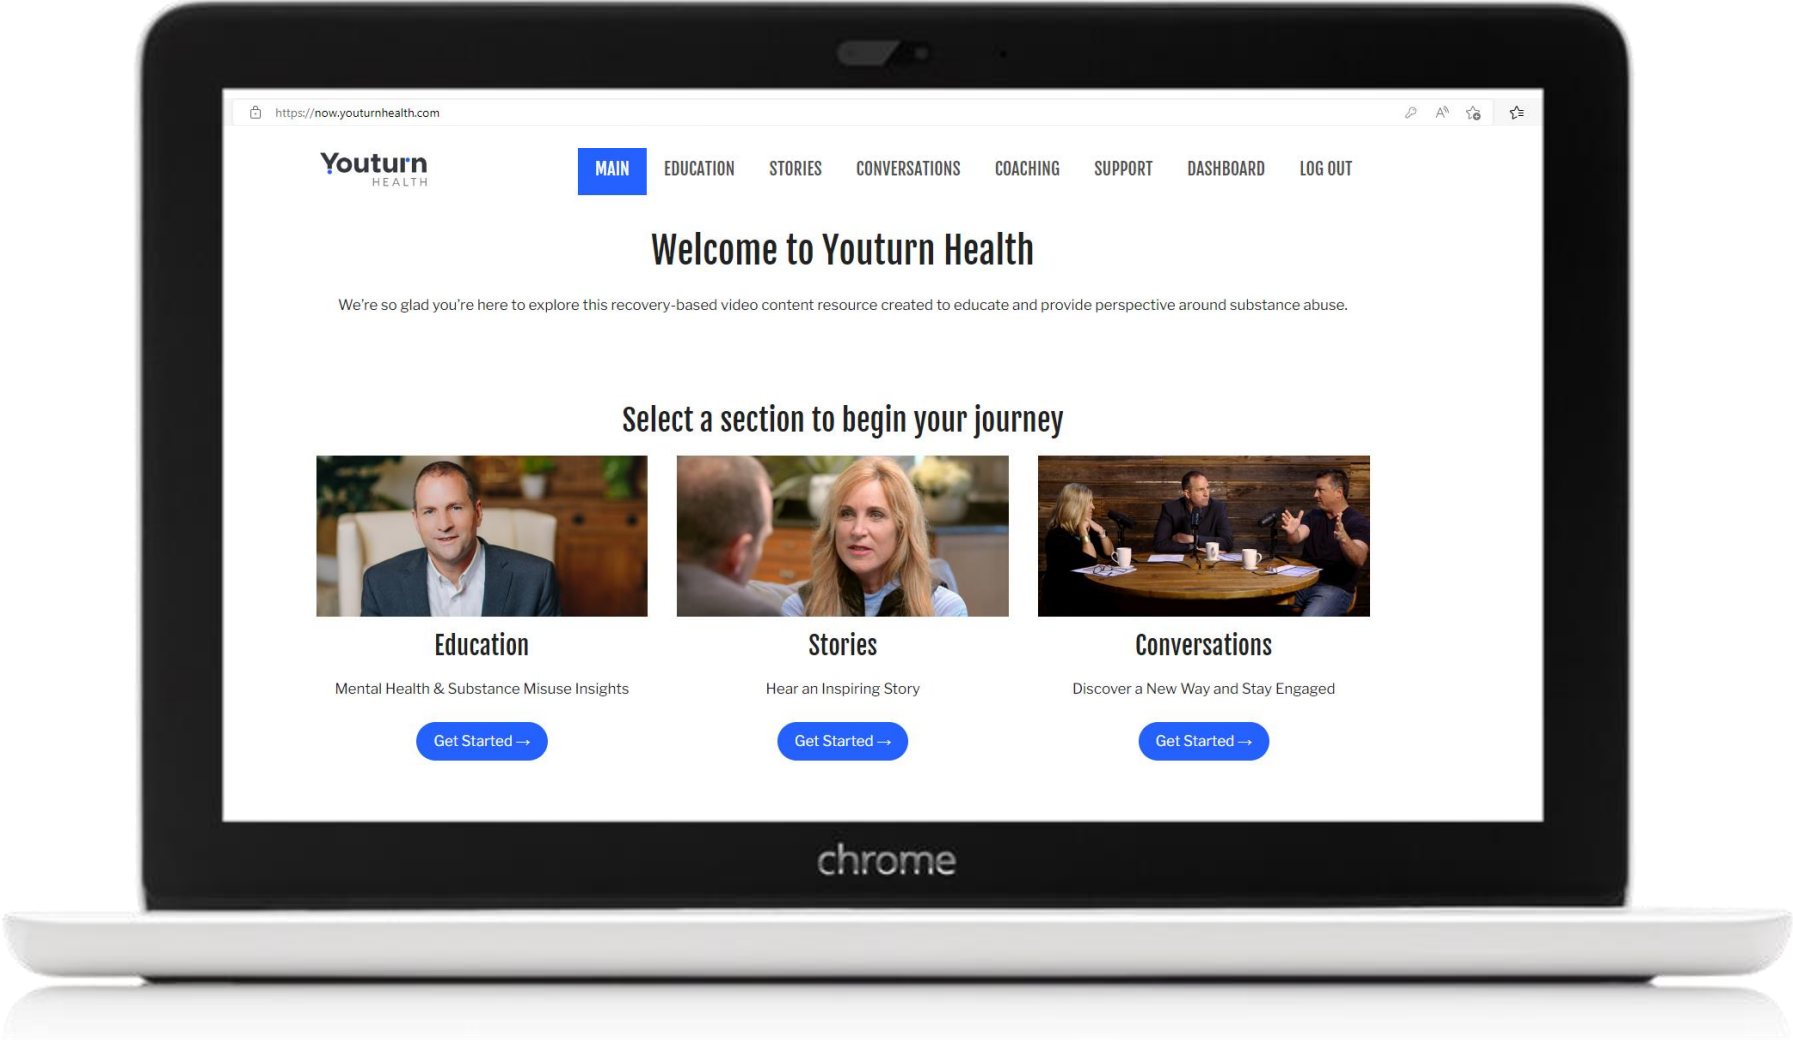 https://now.youturnhealth.com
Youturn
HEALTH
MAIN EDUCATION STORIES CONVERSATIONS COACHING SUPPORT DASHBOARD LOG OUT
Welcome to Youturn Health
We're so glad you're here to explore this recovery-based video content resource created to educate and provide perspective around substance abuse.
Select a section to begin your journey
Education
Mental Health & Substance Misuse Insights
Get Started →
Stories
Hear an Inspiring Story
Get Started →
Conversations
Discover a New Way and Stay Engaged
Get Started →
chrome